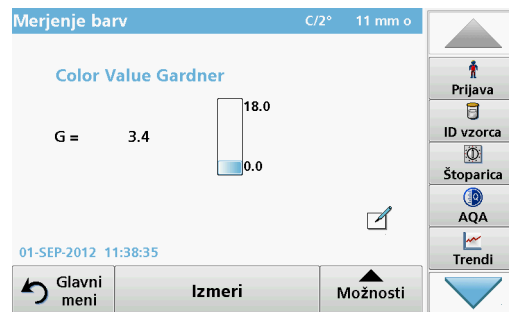 Merjenje barv C/2° 11 mm o
Color Value Gardner
18.0
G = 3.4
0.0
01-SEP-2012 11:38:35
Glavni meni
Izmeri
Možnosti
Prijava
ID vzorca
Štoparica
AQA
Trendi